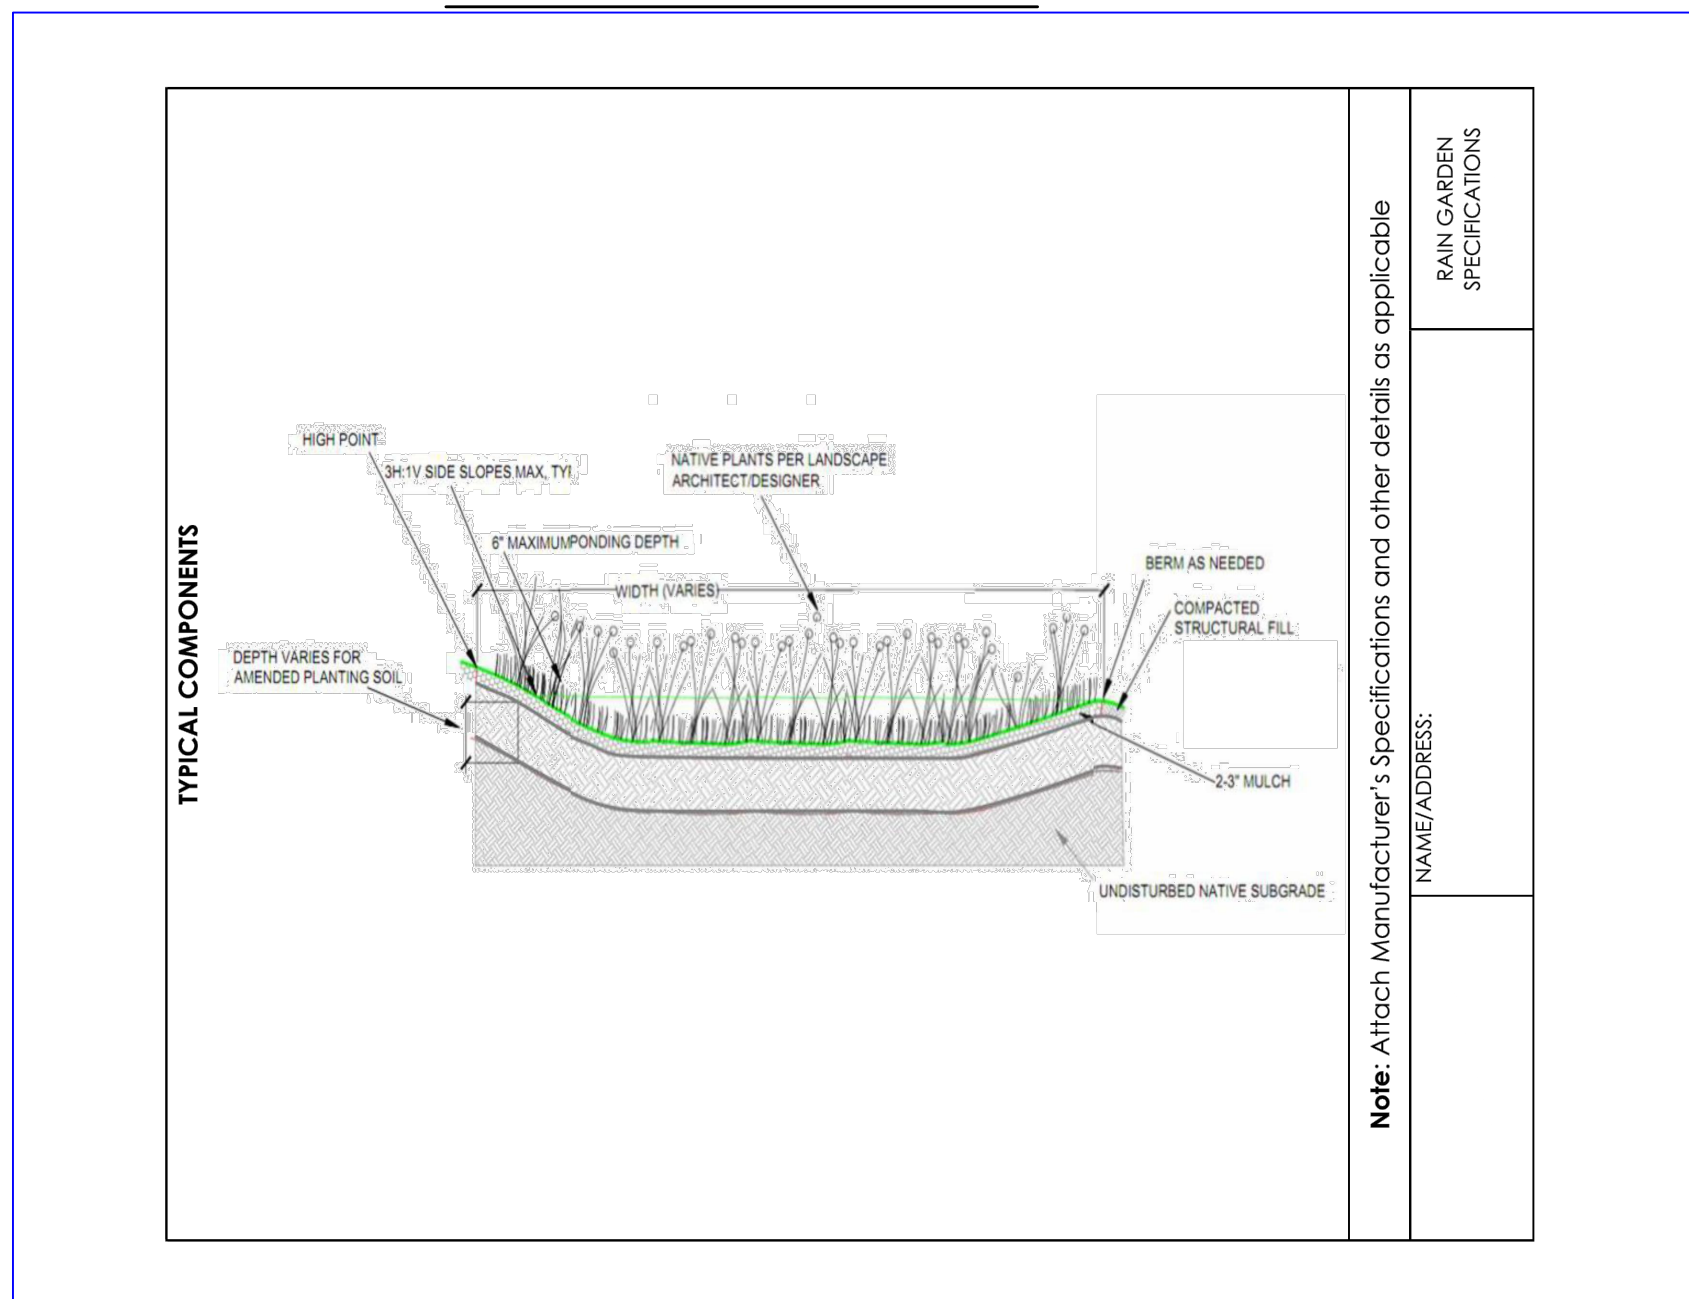 TYPICAL COMPONENTS
HIGH POINT
3H:1V SIDE SLOPES MAX, TYP
NATIVE PLANTS PER LANDSCAPE
ARCHITECT/DESIGNER
6" MAXIMUM PONDING DEPTH
WIDTH (VARIES)
BERM AS NEEDED
COMPACTED
STRUCTURAL FILL
DEPTH VARIES FOR
AMENDED PLANTING SOIL
2-3" MULCH
UNDISTURBED NATIVE SUBGRADE
Note: Attach Manufacturer's Specifications and other details as applicable
RAIN GARDEN
SPECIFICATIONS
NAME/ADDRESS: